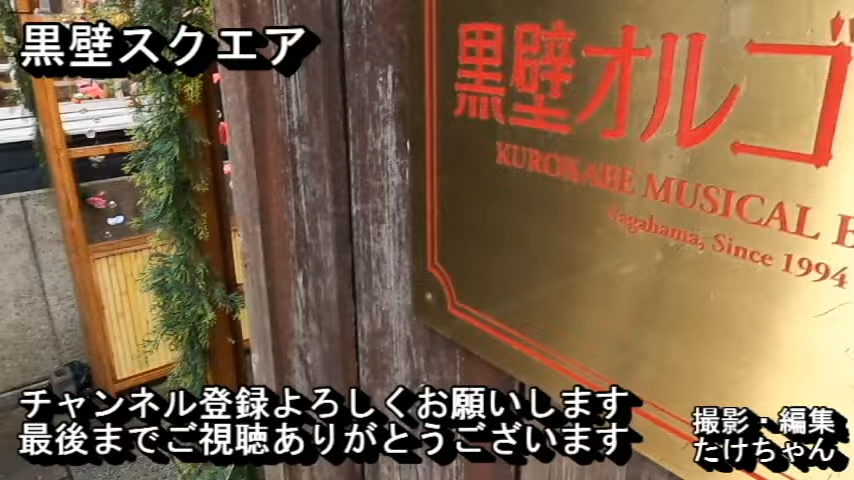 黒壁スクエア
黒壁オルゴ
KUROKABE MUSICAL
Nagahama, Since 1994
チャンネル登録よろしくお願いします
最後までご視聴ありがとうございます
撮影・編集
たけちゃん